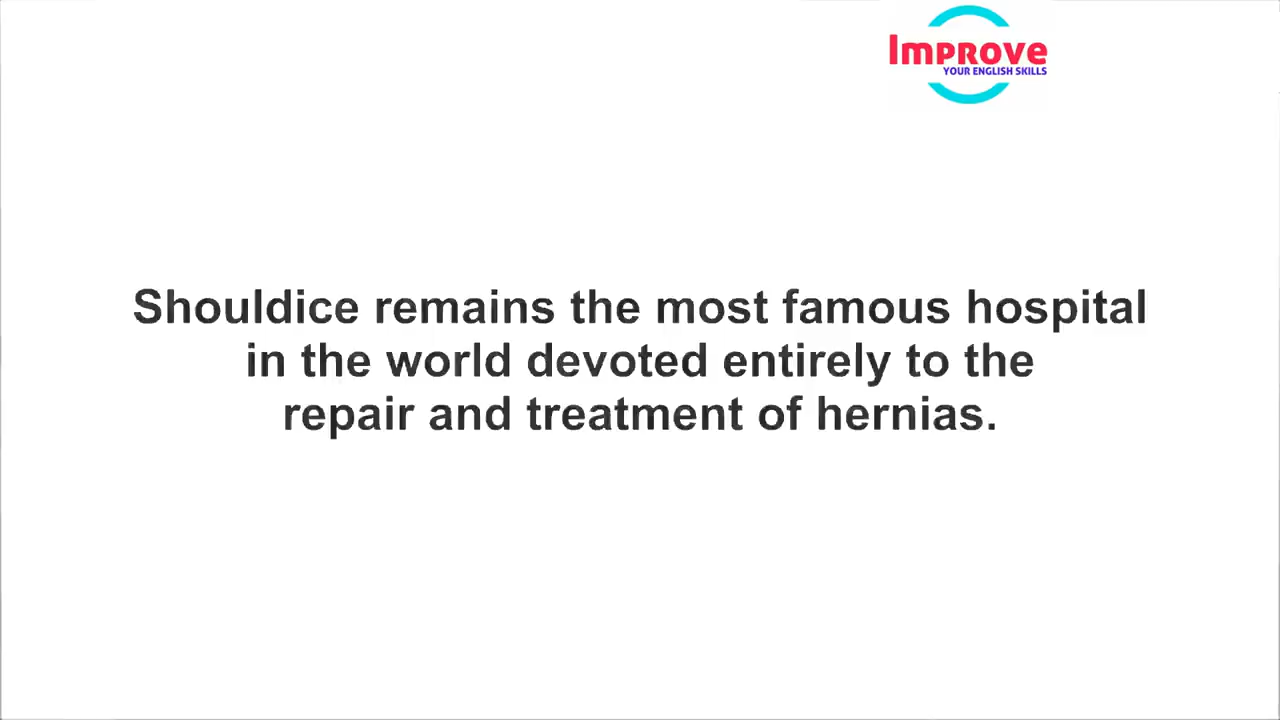 Improve
YOUR ENGLISH SKILLS
Shouldice remains the most famous hospital
in the world devoted entirely to the
repair and treatment of hernias.